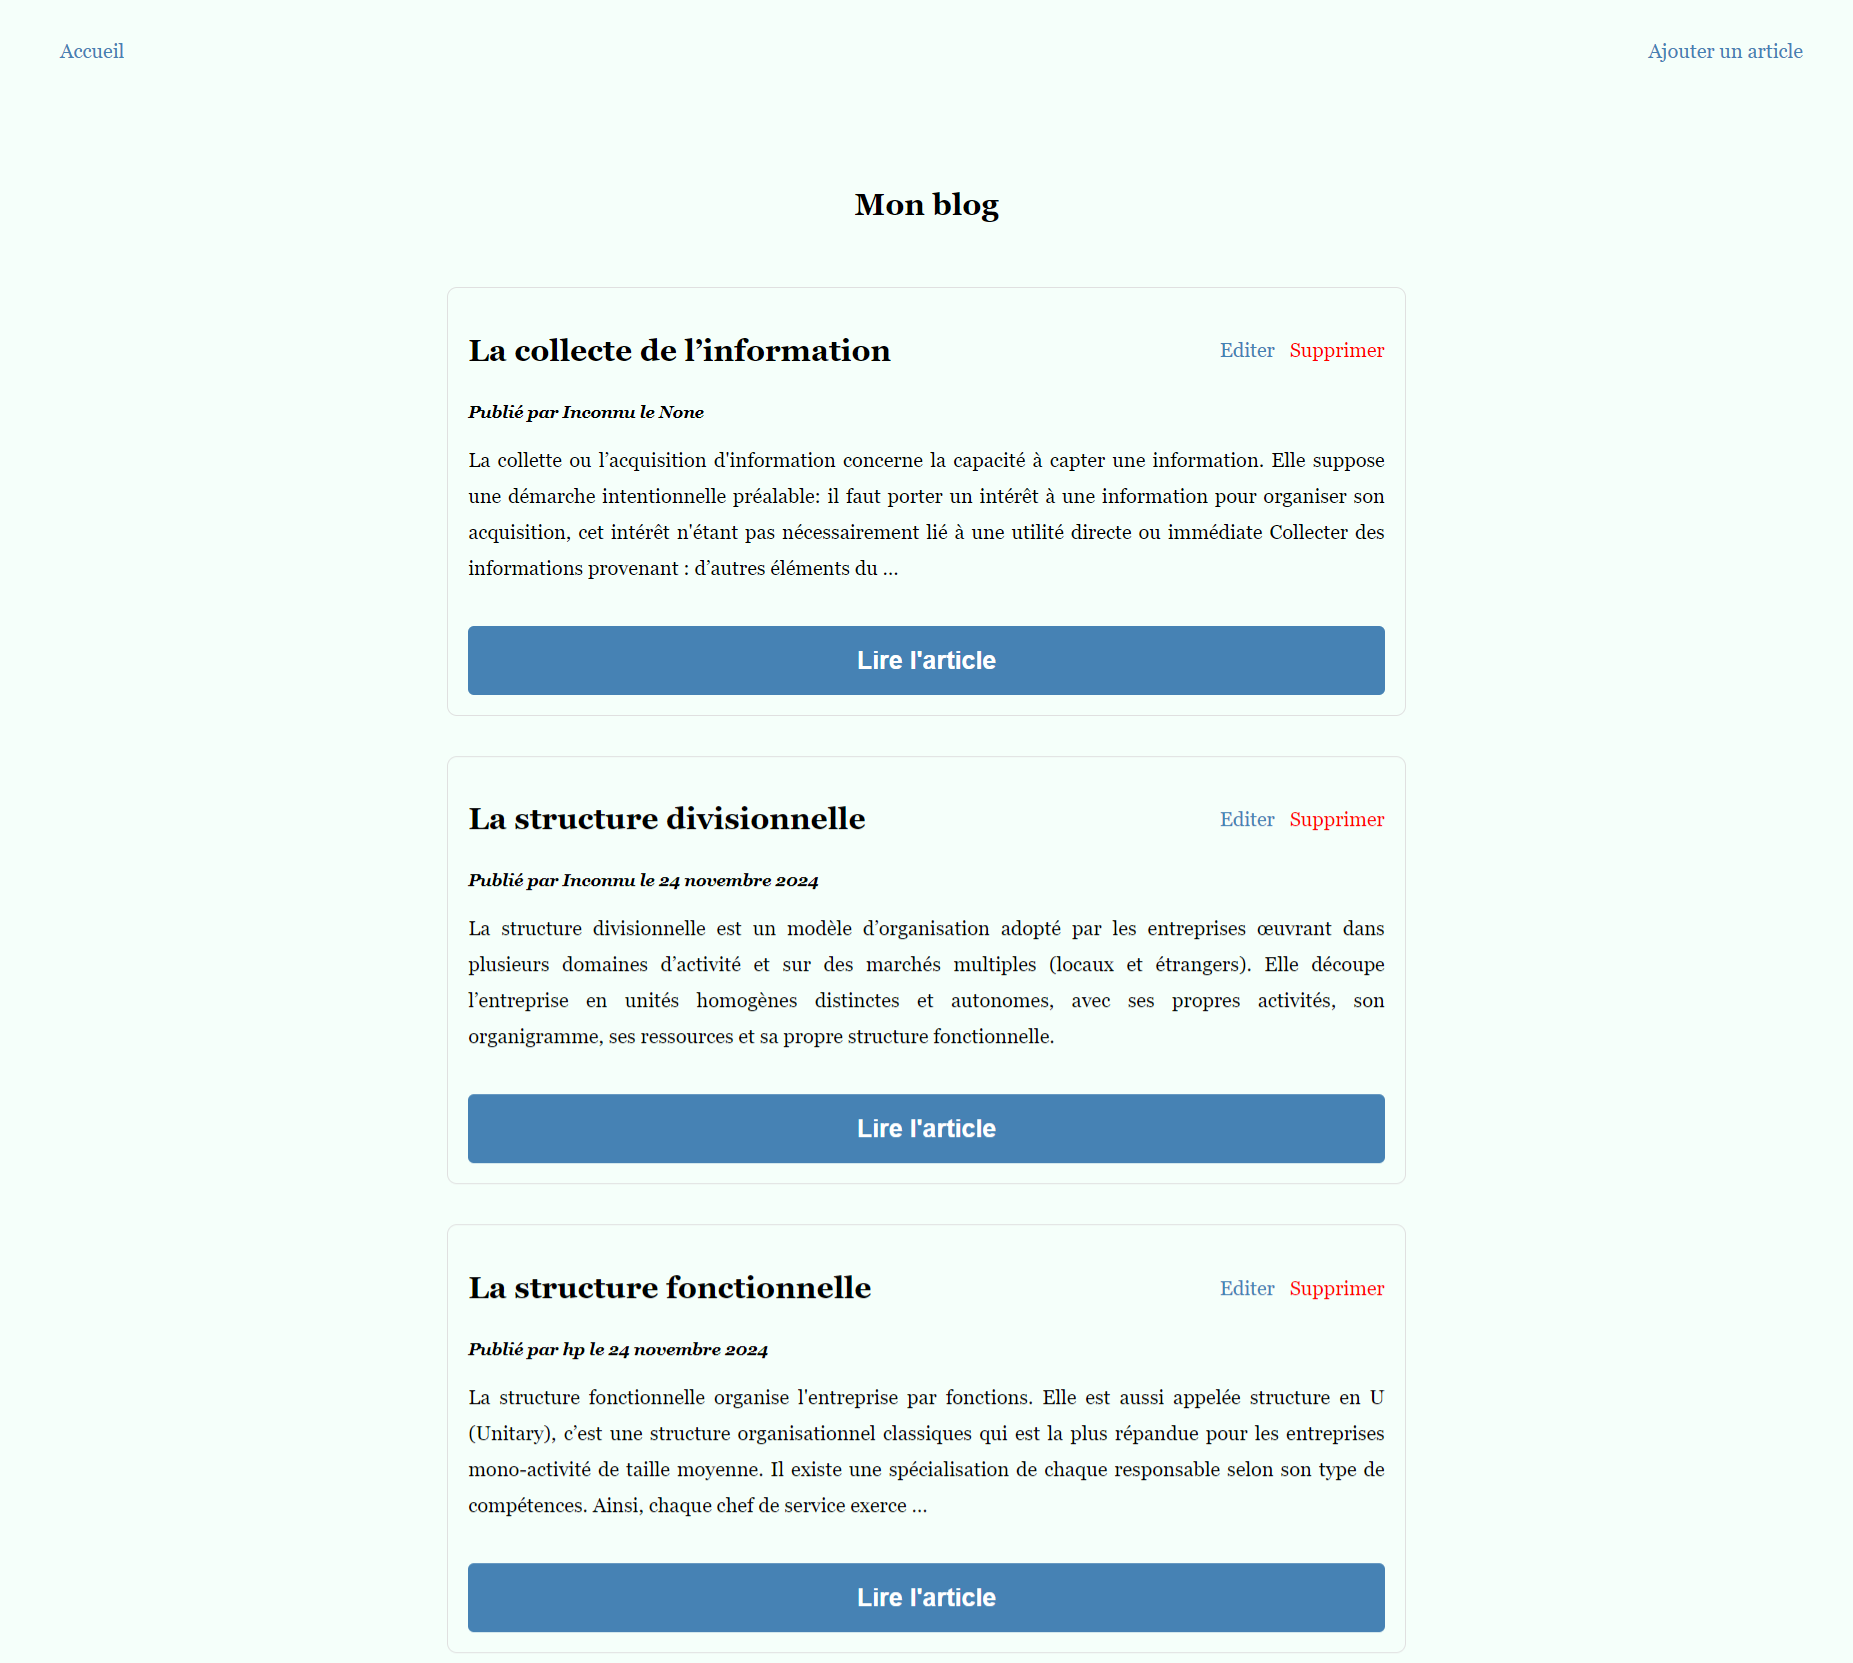 Accueil
Ajouter un article
Mon blog
La collecte de l’information
Editer Supprimer
Publié par Inconnu le None
La collette ou l’acquisition d'information concerne la capacité à capter une information. Elle suppose
une démarche intentionnelle préalable: il faut porter un intérêt à une information pour organiser son
acquisition, cet intérêt n'étant pas nécessairement lié à une utilité directe ou immédiate Collecter des
informations provenant : d’autres éléments du …
Lire l'article
La structure divisionnelle
Editer Supprimer
Publié par Inconnu le 24 novembre 2024
La structure divisionnelle est un modèle d’organisation adopté par les entreprises œuvrant dans
plusieurs domaines d’activité et sur des marchés multiples (locaux et étrangers). Elle découpe
l’entreprise en unités homogènes distinctes et autonomes, avec ses propres activités, son
organigramme, ses ressources et sa propre structure fonctionnelle.
Lire l'article
La structure fonctionnelle
Editer Supprimer
Publié par hp le 24 novembre 2024
La structure fonctionnelle organise l'entreprise par fonctions. Elle est aussi appelée structure en U
(Unitary), c’est une structure organisationnel classiques qui est la plus répandue pour les entreprises
mono-activité de taille moyenne. Il existe une spécialisation de chaque responsable selon son type de
compétences. Ainsi, chaque chef de service exerce …
Lire l'article